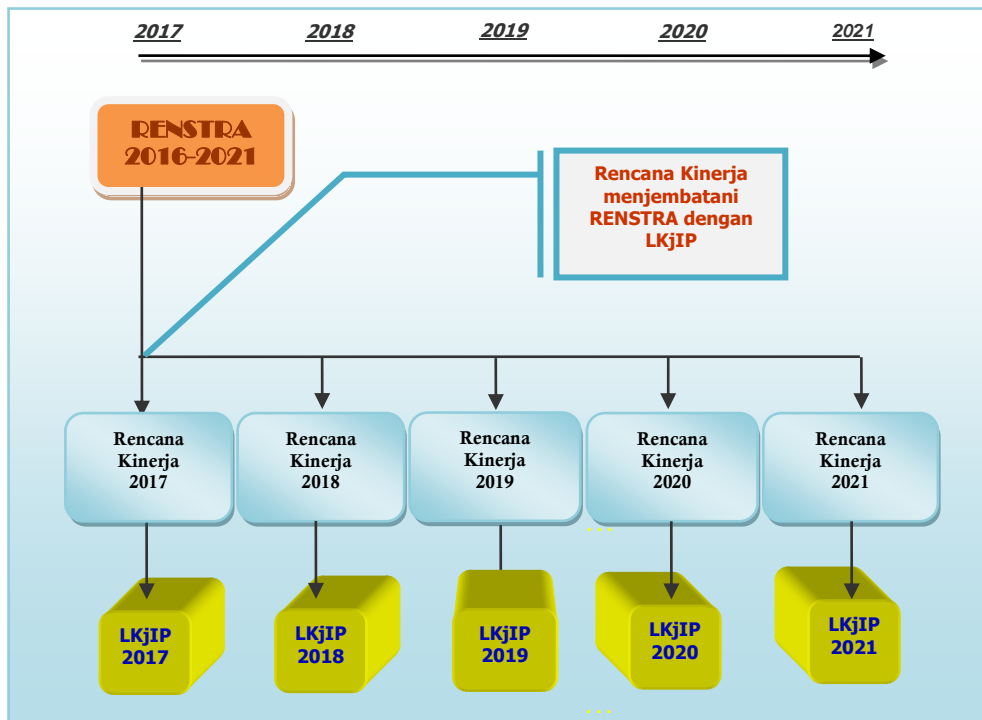 2017 2018 2019 2020 2021
RENSTRA
2016-2021
Rencana Kinerja
menjembatani
RENSTRA dengan
LKjIP
Rencana
Kinerja
2017
Rencana
Kinerja
2018
Rencana
Kinerja
2019
Rencana
Kinerja
2020
Rencana
Kinerja
2021
...
LKjIP
2017
LKjIP
2018
LKjIP
2019
LKjIP
2020
LKjIP
2021
...